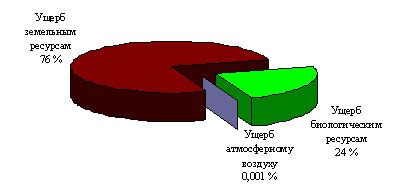 Ущерб
земельным
ресурсам
76 %
Ущерб
атмосферному
воздуху
0,001 %
Ущерб
биологическим
ресурсам
24 %